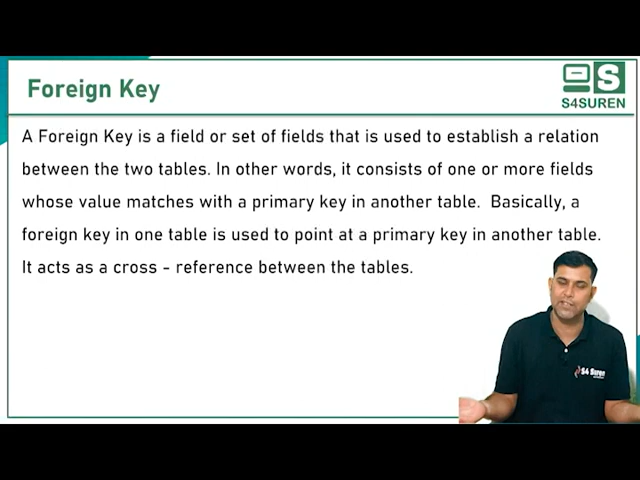 Foreign Key
S
S4SUREN
A Foreign Key is a field or set of fields that is used to establish a relation
between the two tables. In other words, it consists of one or more fields
whose value matches with a primary key in another table. Basically, a
foreign key in one table is used to point at a primary key in another table.
It acts as a cross - reference between the tables.
S4 Suren